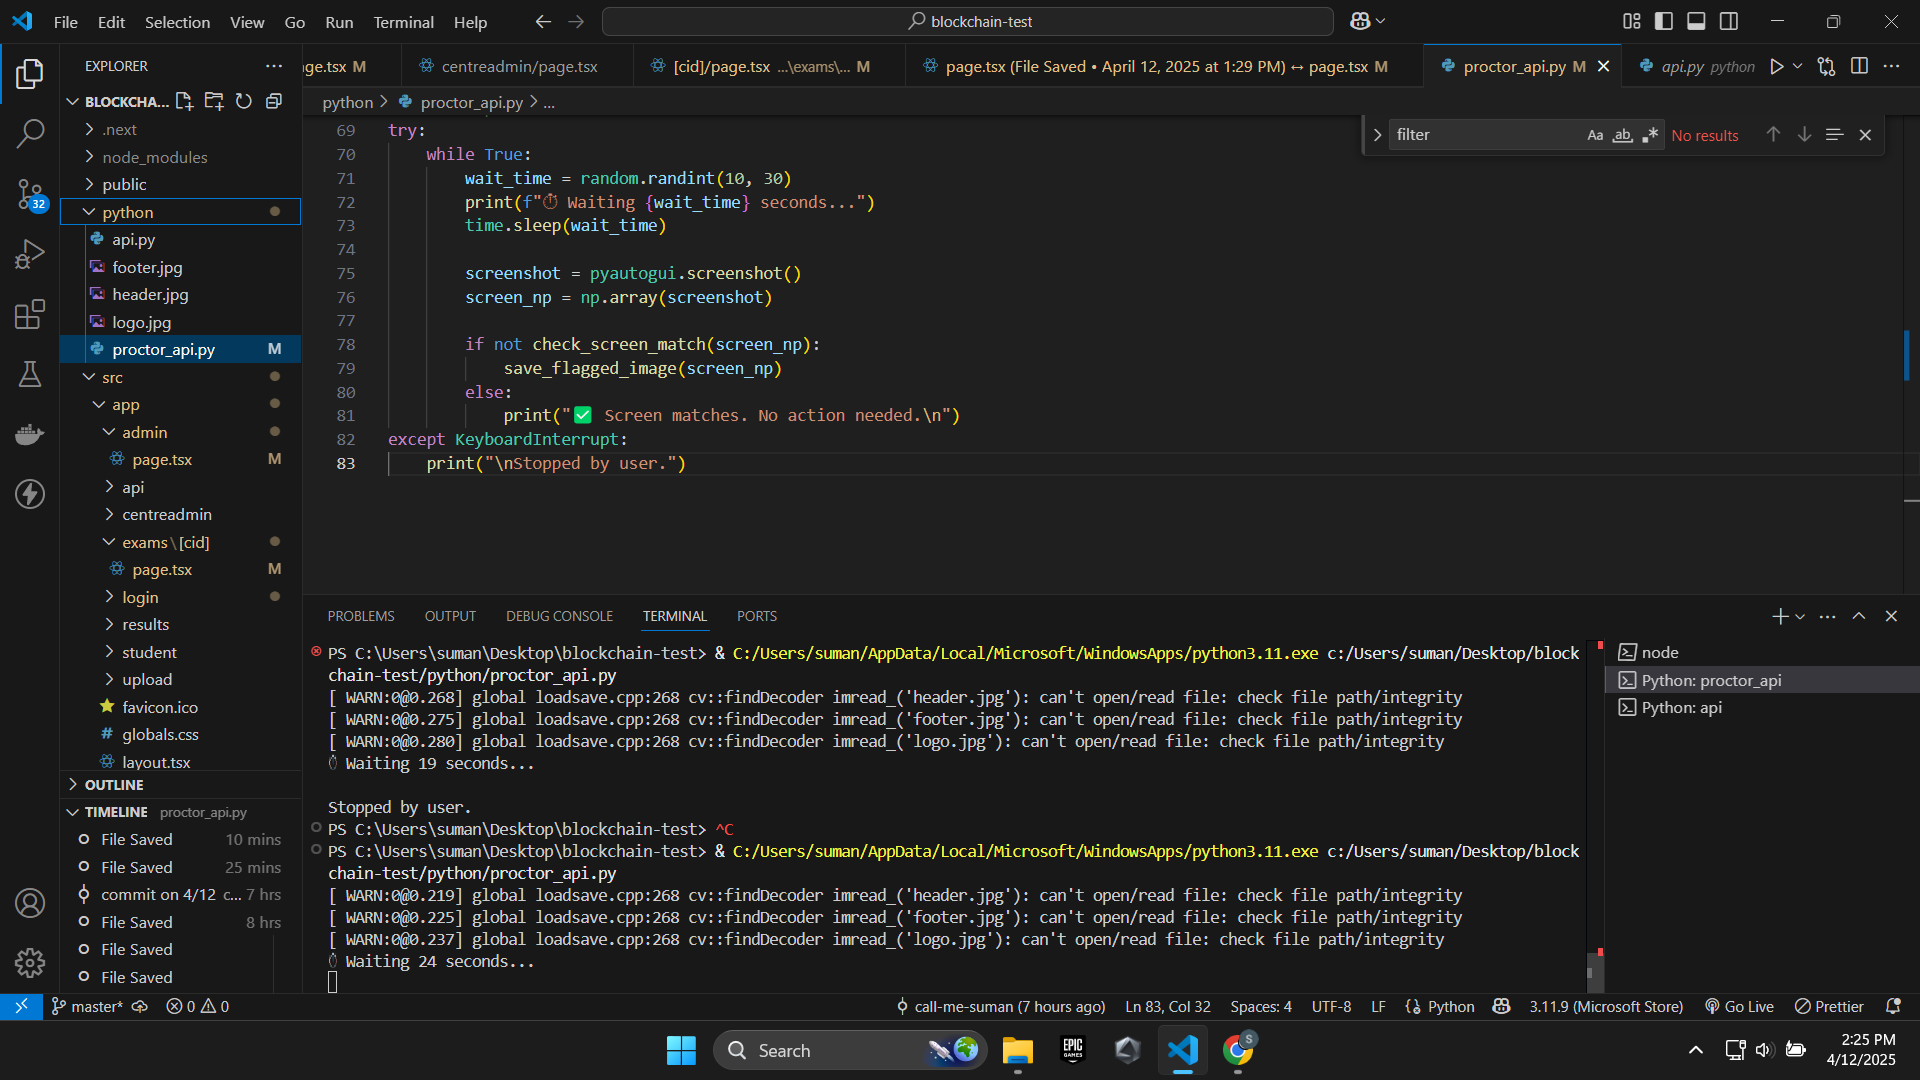 File Edit Selection View Go Run Terminal Help
blockchain-test
EXPLORER
BLOCKCHA...
.next
node_modules
public
python
api.py
footer.jpg
header.jpg
logo.jpg
proctor_api.py M
src
app
admin
page.tsx M
api
centreadmin
exams\[cid]
page.tsx M
login
results
student
upload
favicon.ico
globals.css
layout.tsx
OUTLINE
TIMELINE proctor_api.py
File Saved 10 mins
File Saved 25 mins
commit on 4/12 c... 7 hrs
File Saved 8 hrs
File Saved
File Saved
32
ge.tsx M
centreadmin/page.tsx
[cid]/page.tsx ...\exams\... M
page.tsx (File Saved • April 12, 2025 at 1:29 PM) ↔ page.tsx M
proctor_api.py M
api.py python
python > proctor_api.py > ...
filter Aa ab .* No results
69 try:
70 while True:
71 wait_time = random.randint(10, 30)
72 print(f"⏱ Waiting {wait_time} seconds...")
73 time.sleep(wait_time)
74
75 screenshot = pyautogui.screenshot()
76 screen_np = np.array(screenshot)
77
78 if not check_screen_match(screen_np):
79 save_flagged_image(screen_np)
80 else:
81 print("✅ Screen matches. No action needed.\n")
82 except KeyboardInterrupt:
83 print("\nStopped by user.")
PROBLEMS OUTPUT DEBUG CONSOLE TERMINAL PORTS
PS C:\Users\suman\Desktop\blockchain-test> & C:/Users/suman/AppData/Local/Microsoft/WindowsApps/python3.11.exe c:/Users/suman/Desktop/block
chain-test/python/proctor_api.py
[ WARN:0@0.268] global loadsave.cpp:268 cv::findDecoder imread_('header.jpg'): can't open/read file: check file path/integrity
[ WARN:0@0.275] global loadsave.cpp:268 cv::findDecoder imread_('footer.jpg'): can't open/read file: check file path/integrity
[ WARN:0@0.280] global loadsave.cpp:268 cv::findDecoder imread_('logo.jpg'): can't open/read file: check file path/integrity
⏱ Waiting 19 seconds...
Stopped by user.
PS C:\Users\suman\Desktop\blockchain-test> ^C
PS C:\Users\suman\Desktop\blockchain-test> & C:/Users/suman/AppData/Local/Microsoft/WindowsApps/python3.11.exe c:/Users/suman/Desktop/block
chain-test/python/proctor_api.py
[ WARN:0@0.219] global loadsave.cpp:268 cv::findDecoder imread_('header.jpg'): can't open/read file: check file path/integrity
[ WARN:0@0.225] global loadsave.cpp:268 cv::findDecoder imread_('footer.jpg'): can't open/read file: check file path/integrity
[ WARN:0@0.237] global loadsave.cpp:268 cv::findDecoder imread_('logo.jpg'): can't open/read file: check file path/integrity
⏱ Waiting 24 seconds...
node
Python: proctor_api
Python: api
master* 0 0 call-me-suman (7 hours ago) Ln 83, Col 32 Spaces: 4 UTF-8 LF Python 3.11.9 (Microsoft Store) Go Live Prettier
Search
EPIC GAMES
S
2:25 PM
4/12/2025